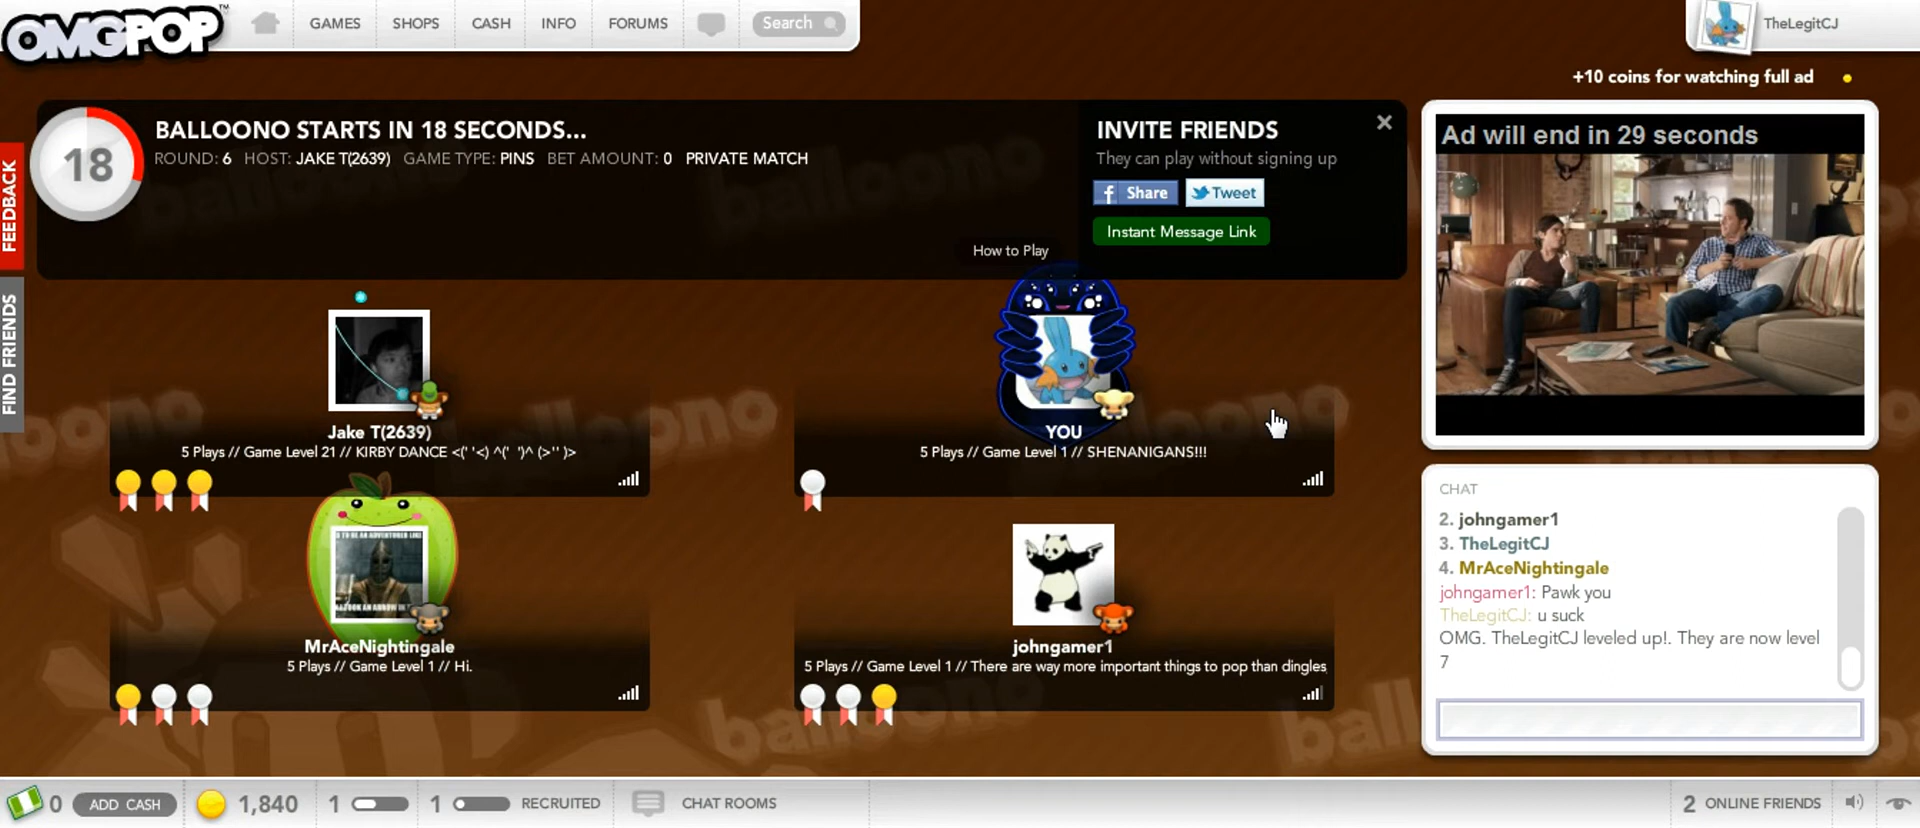 OMGPOP™
GAMES
SHOPS
CASH
INFO
FORUMS
Search
TheLegitCJ
+10 coins for watching full ad
FEEDBACK
FIND FRIENDS
18
BALLOONO STARTS IN 18 SECONDS...
ROUND: 6 HOST: JAKE T(2639) GAME TYPE: PINS BET AMOUNT: 0 PRIVATE MATCH
How to Play
INVITE FRIENDS
They can play without signing up
f Share
Tweet
Instant Message Link
Ad will end in 29 seconds
Jake T(2639)
5 Plays // Game Level 21 // KIRBY DANCE <(' '<) ^(' ')^ (>'' )>
YOU
5 Plays // Game Level 1 // SHENANIGANS!!!
MrAceNightingale
5 Plays // Game Level 1 // Hi.
johngamer1
5 Plays // Game Level 1 // There are way more important things to pop than dingles
balloono
CHAT
2. johngamer1
3. TheLegitCJ
4. MrAceNightingale
johngamer1: Pawk you
TheLegitCJ: u suck
OMG. TheLegitCJ leveled up!. They are now level
7
0
ADD CASH
1,840
1
1
RECRUITED
CHAT ROOMS
2 ONLINE FRIENDS